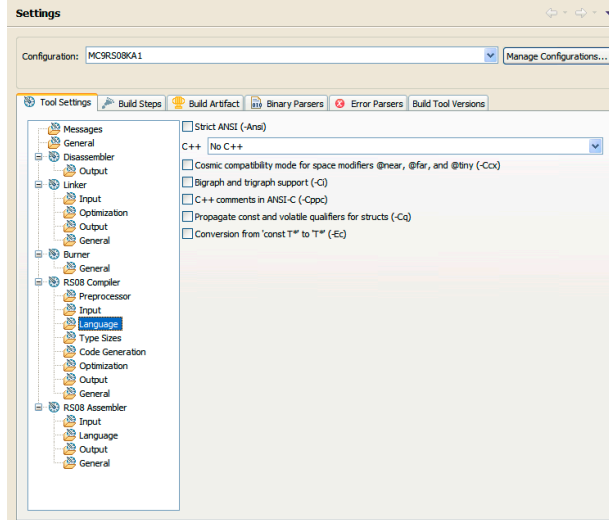 Settings
Configuration: MC9RS08KA1 Manage Configurations...
Tool Settings Build Steps Build Artifact Binary Parsers Error Parsers Build Tool Versions
Messages
General
Disassembler
Output
Linker
Input
Optimization
Output
General
Burner
General
RS08 Compiler
Preprocessor
Input
Language
Type Sizes
Code Generation
Optimization
Output
General
RS08 Assembler
Input
Language
Output
General
Strict ANSI (-Ansi)
C++ No C++
Cosmic compatibility mode for space modifiers @near, @far, and @tiny (-Ccx)
Bigraph and trigraph support (-Ci)
C++ comments in ANSI-C (-Cppc)
Propagate const and volatile qualifiers for structs (-Cq)
Conversion from 'const T*' to 'T*' (-Ec)